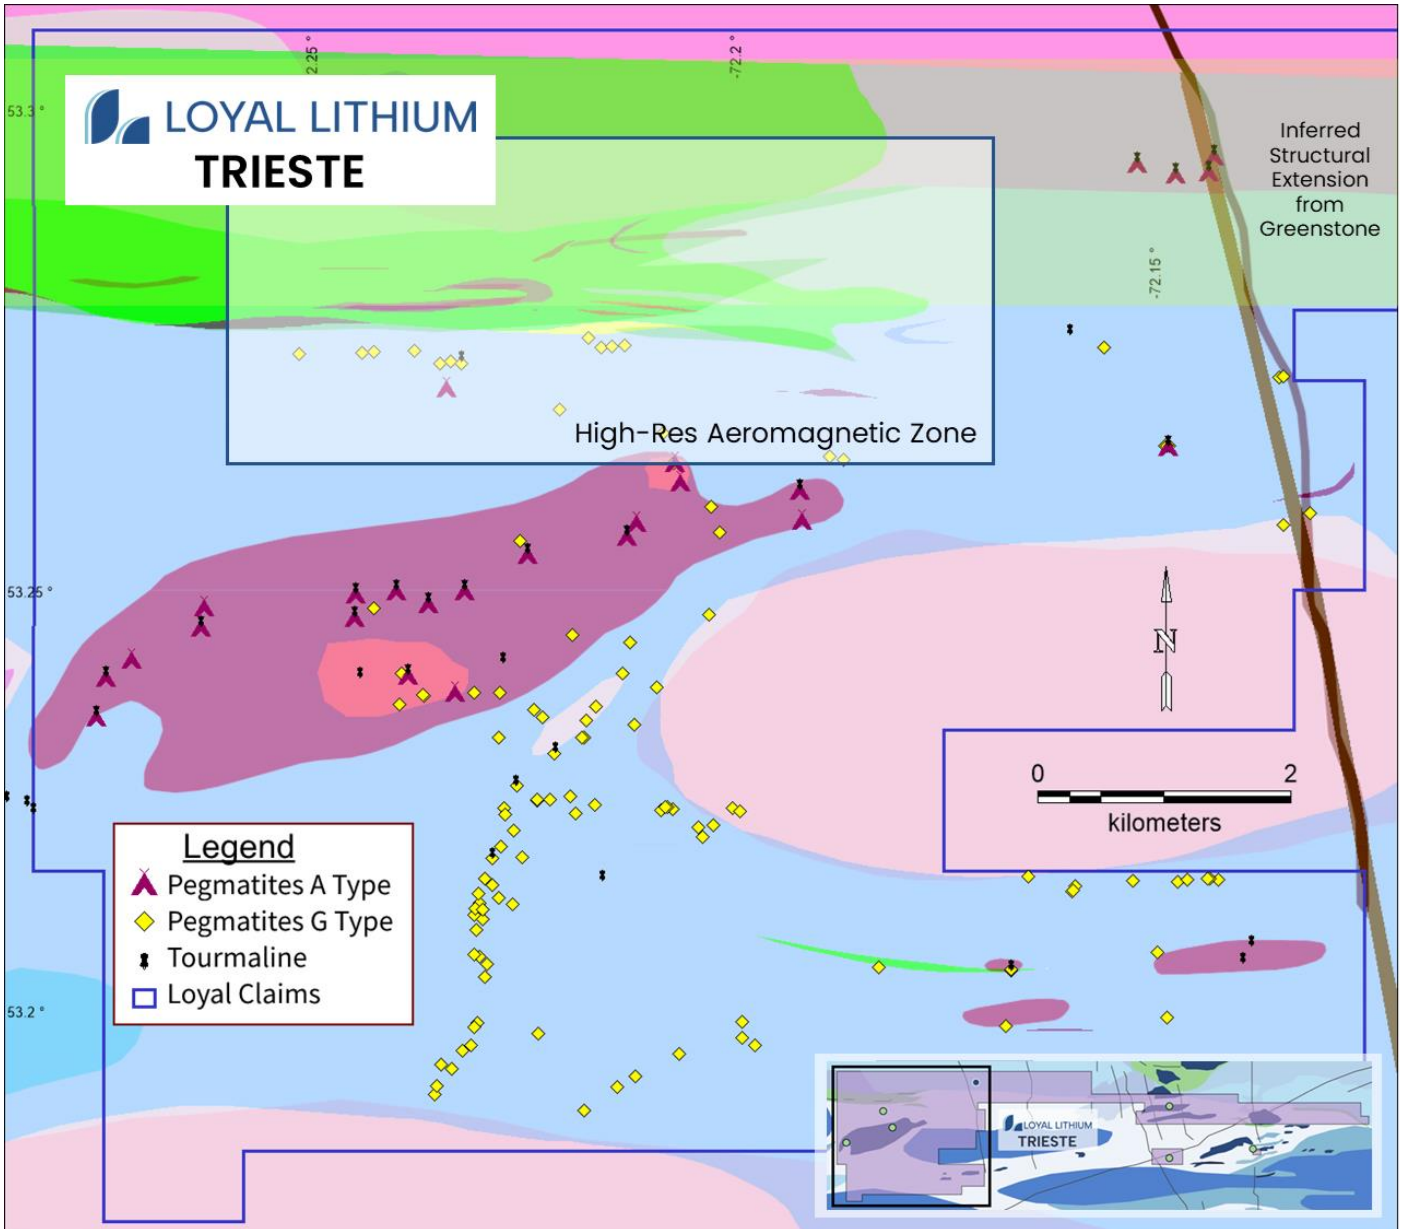 2.25 °
-72.2 °
53.3 °
LOYAL LITHIUM
TRIESTE
Inferred
Structural
Extension
from
Greenstone
-72.15 °
High-Res Aeromagnetic Zone
53.25 °
N
0 2
kilometers
Legend
Pegmatites A Type
Pegmatites G Type
Tourmaline
Loyal Claims
53.2 °
LOYAL LITHIUM
TRIESTE